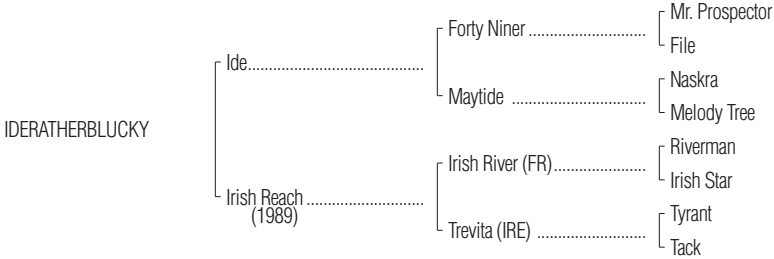 Mr. Prospector
Forty Niner
File
Ide
Naskra
Maytide
Melody Tree
IDERATHERBLUCKY
Riverman
Irish River (FR)
Irish Star
Irish Reach
(1989)
Tyrant
Trevita (IRE)
Tack